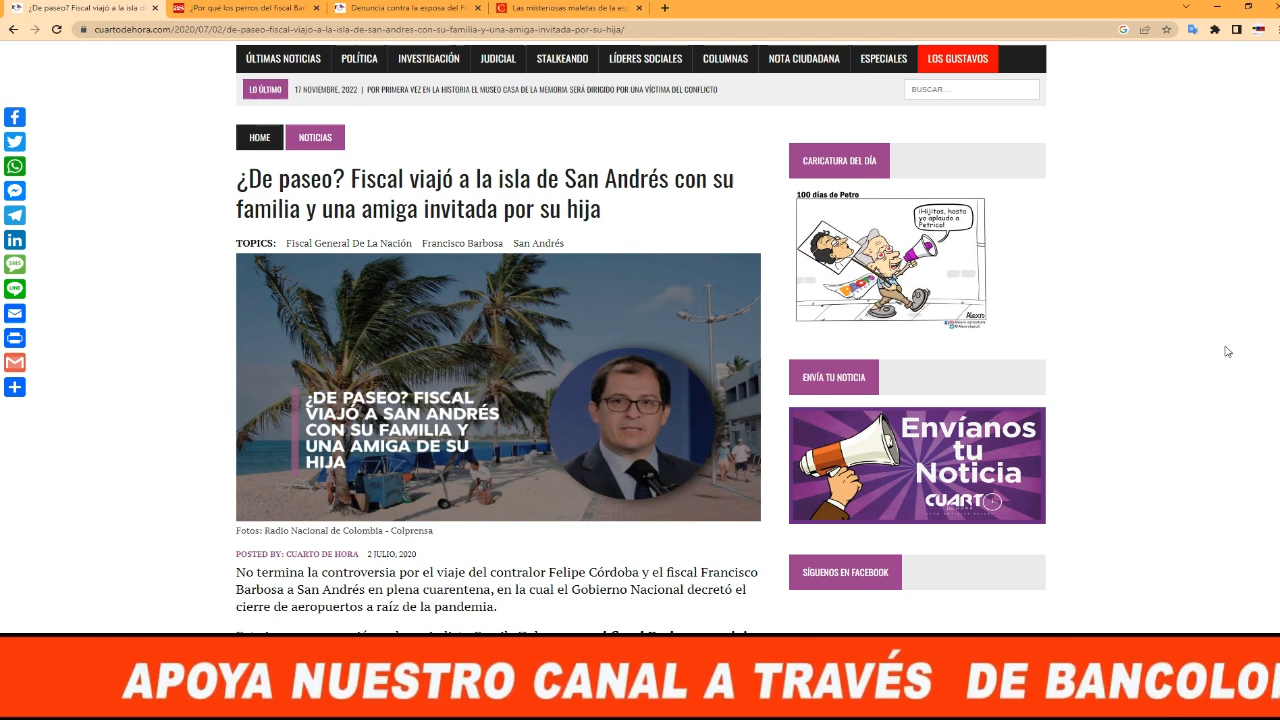 ¿De paseo? Fiscal viajó a la isla d
¿Por qué los perros del fiscal Bar
Denuncia contra la esposa del F
Las misteriosas maletas de la es
cuartodehora.com/2020/07/02/de-paseo-fiscal-viajo-a-la-isla-de-san-andres-con-su-familia-y-una-amiga-invitada-por-su-hija/
ÚLTIMAS NOTICIAS POLÍTICA INVESTIGACIÓN JUDICIAL STALKEANDO LÍDERES SOCIALES COLUMNAS NOTA CIUDADANA ESPECIALES LOS GUSTAVOS
LO ÚLTIMO 17 NOVIEMBRE, 2022 | POR PRIMERA VEZ EN LA HISTORIA EL MUSEO CASA DE LA MEMORIA SERÁ DIRIGIDO POR UNA VÍCTIMA DEL CONFLICTO
BUSCAR ...
HOME NOTICIAS
¿De paseo? Fiscal viajó a la isla de San Andrés con su
familia y una amiga invitada por su hija
TOPICS: Fiscal General De La Nación Francisco Barbosa San Andrés
¿DE PASEO? FISCAL
VIAJÓ A SAN ANDRÉS
CON SU FAMILIA Y
UNA AMIGA DE SU
HIJA
Fotos: Radio Nacional de Colombia - Colprensa
POSTED BY: CUARTO DE HORA 2 JULIO, 2020
No termina la controversia por el viaje del contralor Felipe Córdoba y el fiscal Francisco
Barbosa a San Andrés en plena cuarentena, en la cual el Gobierno Nacional decretó el
cierre de aeropuertos a raíz de la pandemia.
CARICATURA DEL DÍA
100 días de Petro
¡Hijitos, hasta
yo aplaudo a
Petrico!
Alexro
ENVÍA TU NOTICIA
Envíanos
tu
Noticia
CUARTO
DE HORA
SÍGUENOS EN FACEBOOK
APOYA NUESTRO CANAL A TRAVÉS DE BANCOLO